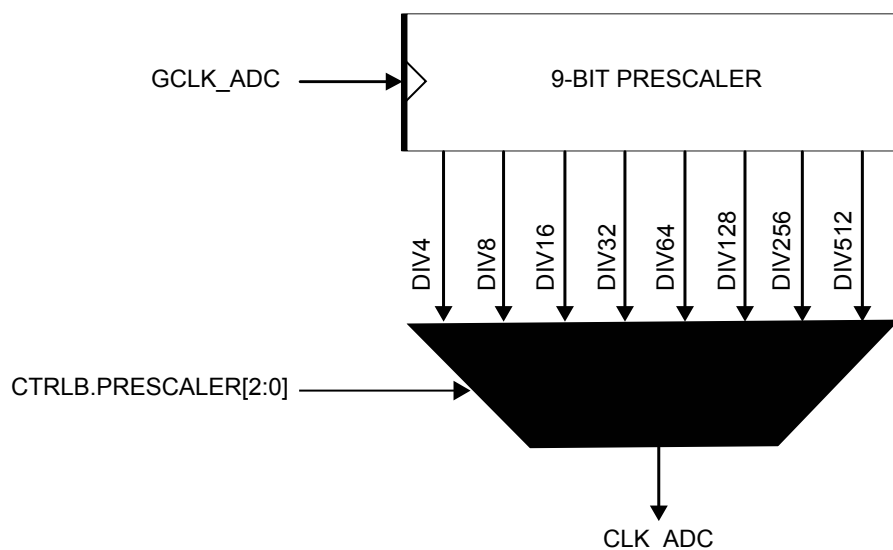 GCLK_ADC
9-BIT PRESCALER
DIV4
DIV8
DIV16
DIV32
DIV64
DIV128
DIV256
DIV512
CTRLB.PRESCALER[2:0]
CLK_ADC